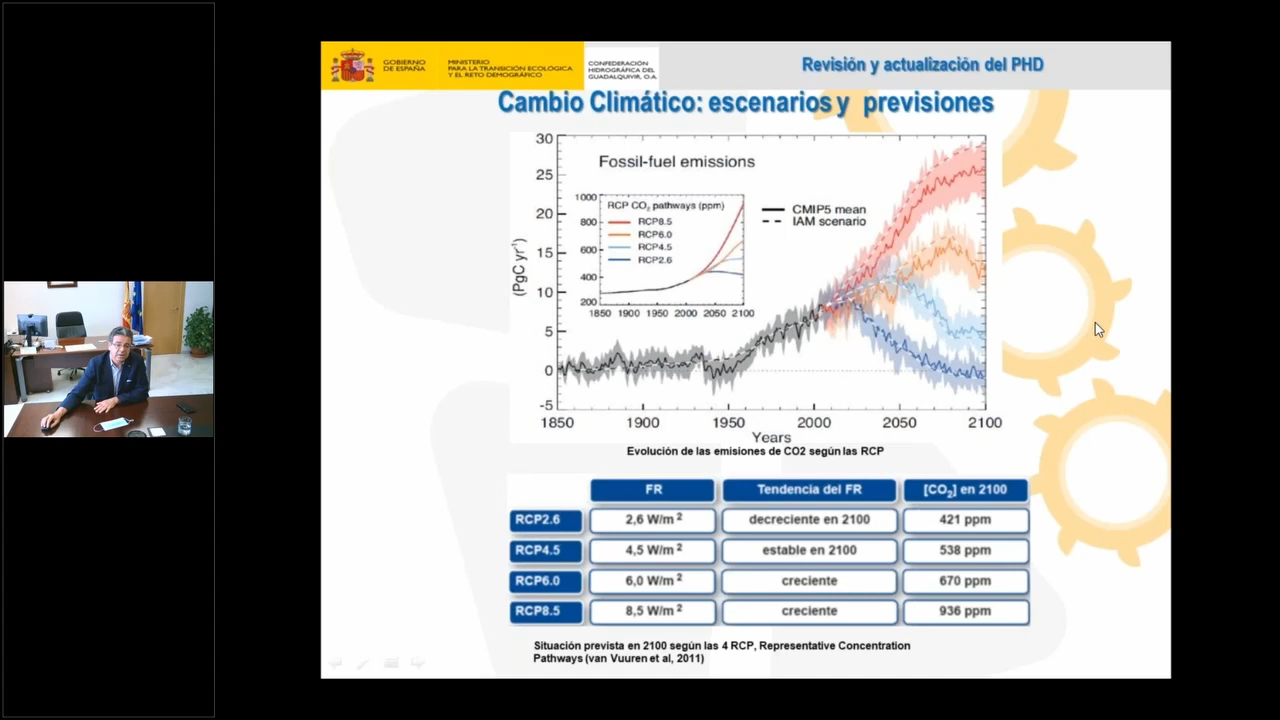 GOBIERNO
DE ESPAÑA
MINISTERIO
PARA LA TRANSICIÓN ECOLÓGICA
Y EL RETO DEMOGRÁFICO
CONFEDERACIÓN
HIDROGRÁFICA DEL
GUADALQUIVIR, O.A.
Revisión y actualización del PHD
Cambio Climático: escenarios y previsiones
Fossil-fuel emissions
RCP CO2 pathways (ppm)
RCP8.5
RCP6.0
RCP4.5
RCP2.6
1000
800
600
400
200
1850 1900 1950 2000 2050 2100
CMIP5 mean
IAM scenario
(PgC yr-1)
30
25
20
15
10
5
0
-5
1850 1900 1950 2000 2050 2100
Years
Evolución de las emisiones de CO2 según las RCP
FR Tendencia del FR [CO2] en 2100
RCP2.6 2,6 W/m 2 decreciente en 2100 421 ppm
RCP4.5 4,5 W/m 2 estable en 2100 538 ppm
RCP6.0 6,0 W/m 2 creciente 670 ppm
RCP8.5 8,5 W/m 2 creciente 936 ppm
Situación prevista en 2100 según las 4 RCP, Representative Concentration
Pathways (van Vuuren et al, 2011)